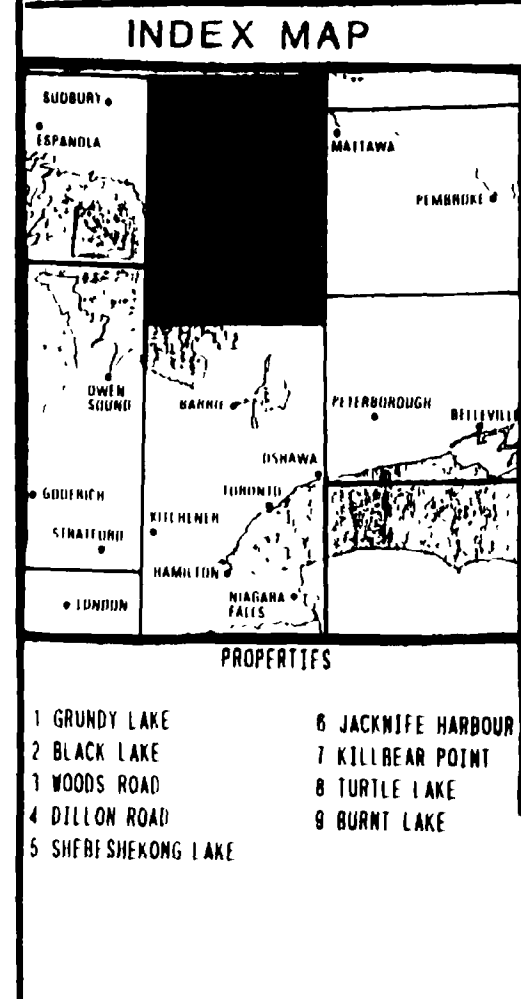 INDEX MAP
SUDBURY
ESPANOLA
MATTAWA
PEMBROKE
OWEN
SOUND
BARRIE
PETERBOROUGH
BELLEVILLE
OSHAWA
GODERICH
TORONTO
KITCHENER
STRATFORD
HAMILTON
NIAGARA
FALLS
LONDON
PROPERTIES
1 GRUNDY LAKE
2 BLACK LAKE
3 WOODS ROAD
4 DILLON ROAD
5 SHEBESHEKONG LAKE
6 JACKNIFE HARBOUR
7 KILLBEAR POINT
8 TURTLE LAKE
9 BURNT LAKE